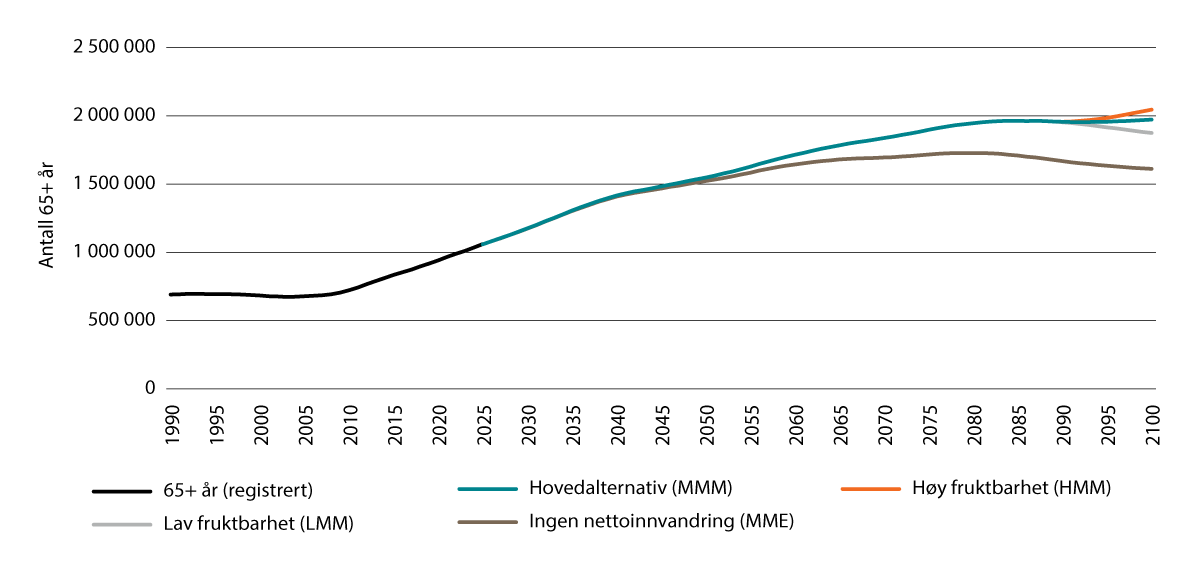 2 500 000
2 000 000
1 500 000
1 000 000
500 000
0
Antall 65+ år
1990 1995 2000 2005 2010 2015 2020 2025 2030 2035 2040 2045 2050 2055 2060 2065 2070 2075 2080 2085 2090 2095 2100
65+ år (registrert) Hovedalternativ (MMM) Høy fruktbarhet (HMM)
Lav fruktbarhet (LMM) Ingen nettoinnvandring (MME)